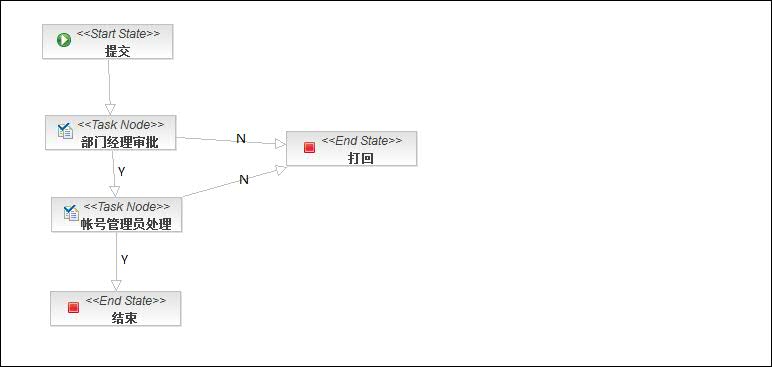 <<Start State>>
提交
<<Task Node>>
部门经理审批
N
<<End State>>
打回
Y
N
<<Task Node>>
帐号管理员处理
Y
<<End State>>
结束